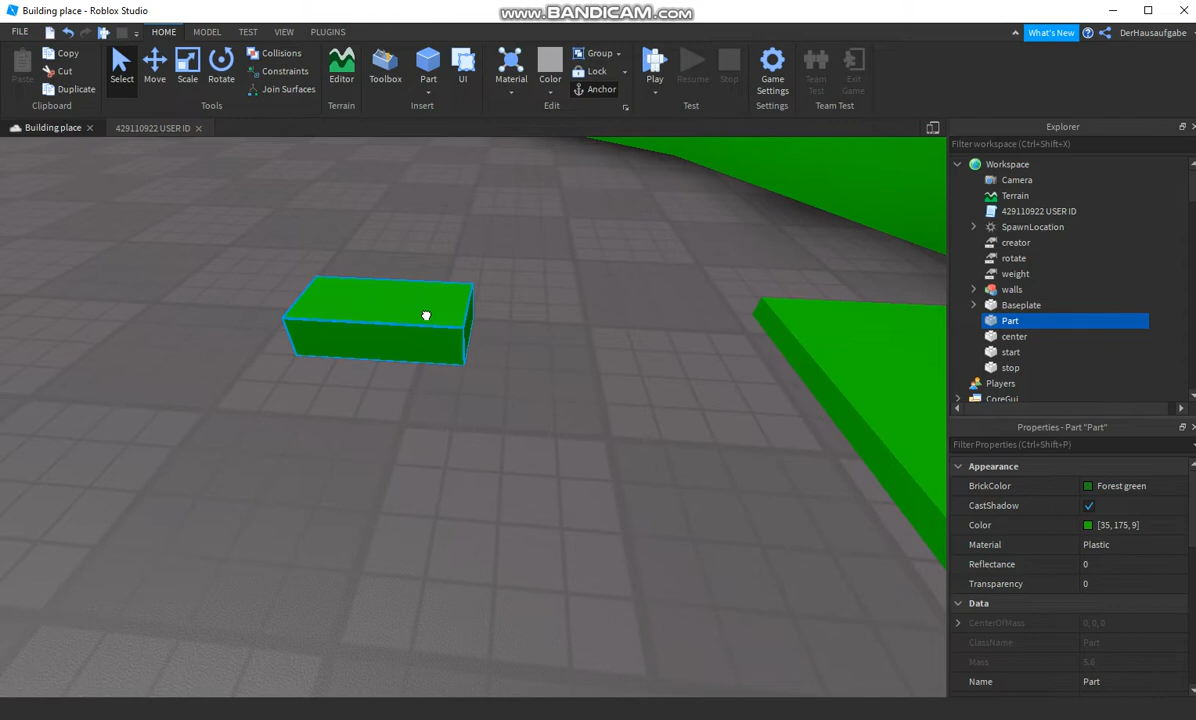 Building place - Roblox Studio
www.BANDICAM.com
FILE HOME MODEL TEST VIEW PLUGINS What's New DerHausaufgabe
Paste Copy Cut Duplicate Clipboard
Select Move Scale Rotate Collisions Constraints Join Surfaces Tools
Editor Terrain
Toolbox Part UI Insert
Material Color Group Lock Anchor Edit
Play Resume Stop Test
Game Settings Settings
Team Test Exit Game Team Test
Building place 429110922 USER ID
Explorer
Filter workspace (Ctrl+Shift+X)
Workspace
Camera
Terrain
429110922 USER ID
SpawnLocation
creator
rotate
weight
walls
Baseplate
Part
center
start
stop
Players
CoreGui
Properties - Part "Part"
Filter Properties (Ctrl+Shift+P)
Appearance
BrickColor Forest green
CastShadow
Color [35, 175, 9]
Material Plastic
Reflectance 0
Transparency 0
Data
CenterOfMass 0, 0, 0
ClassName Part
Mass 5.6
Name Part